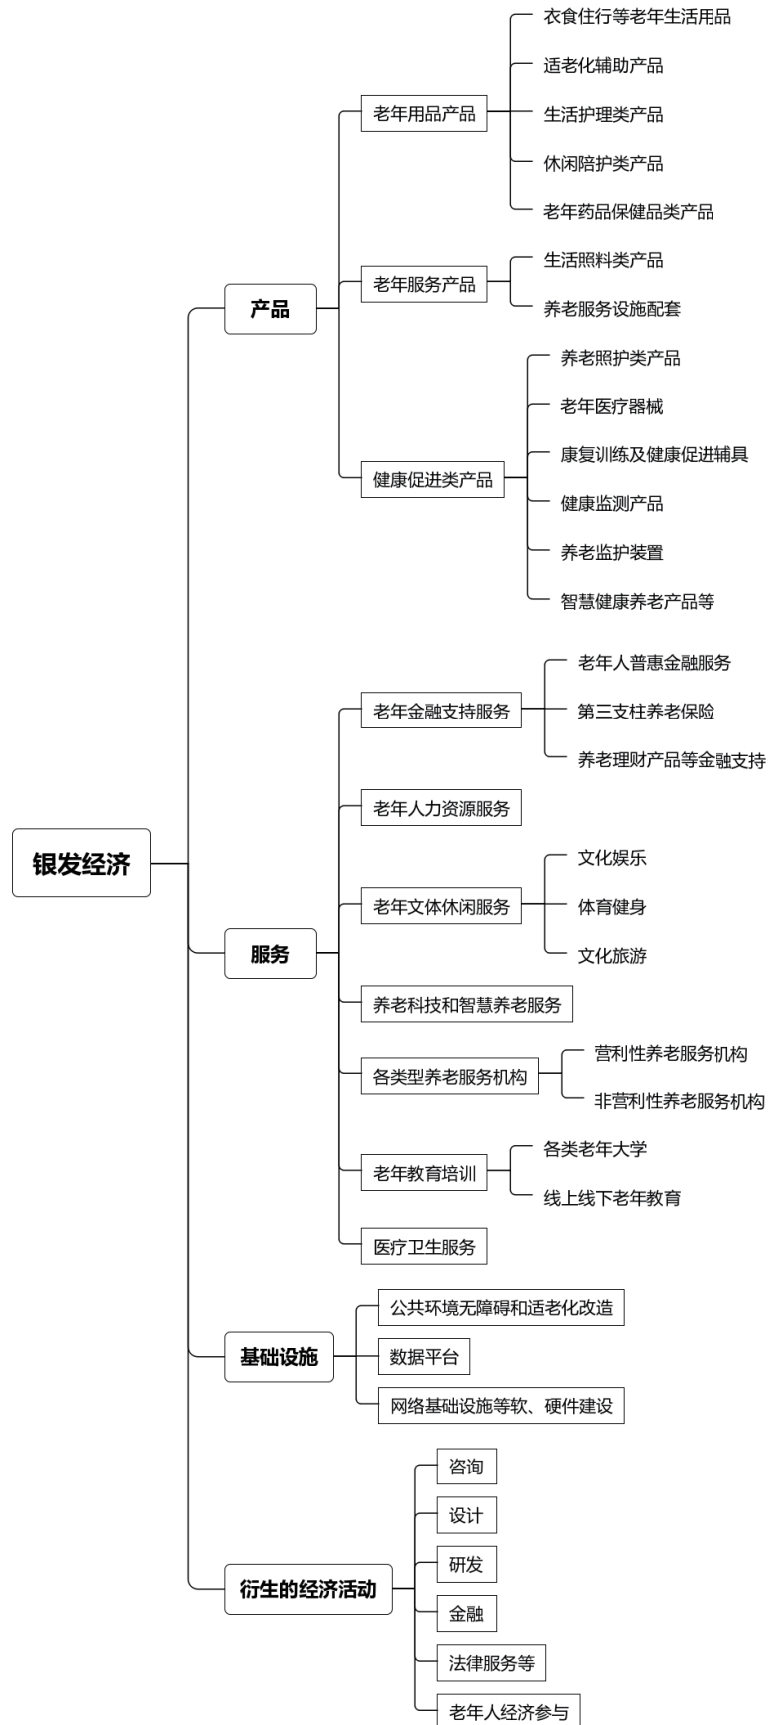 银发经济
产品
老年用品产品
衣食住行等老年生活用品
适老化辅助产品
生活护理类产品
休闲陪护类产品
老年药品保健品类产品
老年服务产品
生活照料类产品
养老服务设施配套
健康促进类产品
养老照护类产品
老年医疗器械
康复训练及健康促进辅具
健康监测产品
养老监护装置
智慧健康养老产品等
服务
老年金融支持服务
老年人普惠金融服务
第三支柱养老保险
养老理财产品等金融支持
老年人力资源服务
老年文体休闲服务
文化娱乐
体育健身
文化旅游
养老科技和智慧养老服务
各类型养老服务机构
营利性养老服务机构
非营利性养老服务机构
老年教育培训
各类老年大学
线上线下老年教育
医疗卫生服务
基础设施
公共环境无障碍和适老化改造
数据平台
网络基础设施等软、硬件建设
衍生的经济活动
咨询
设计
研发
金融
法律服务等
老年人经济参与